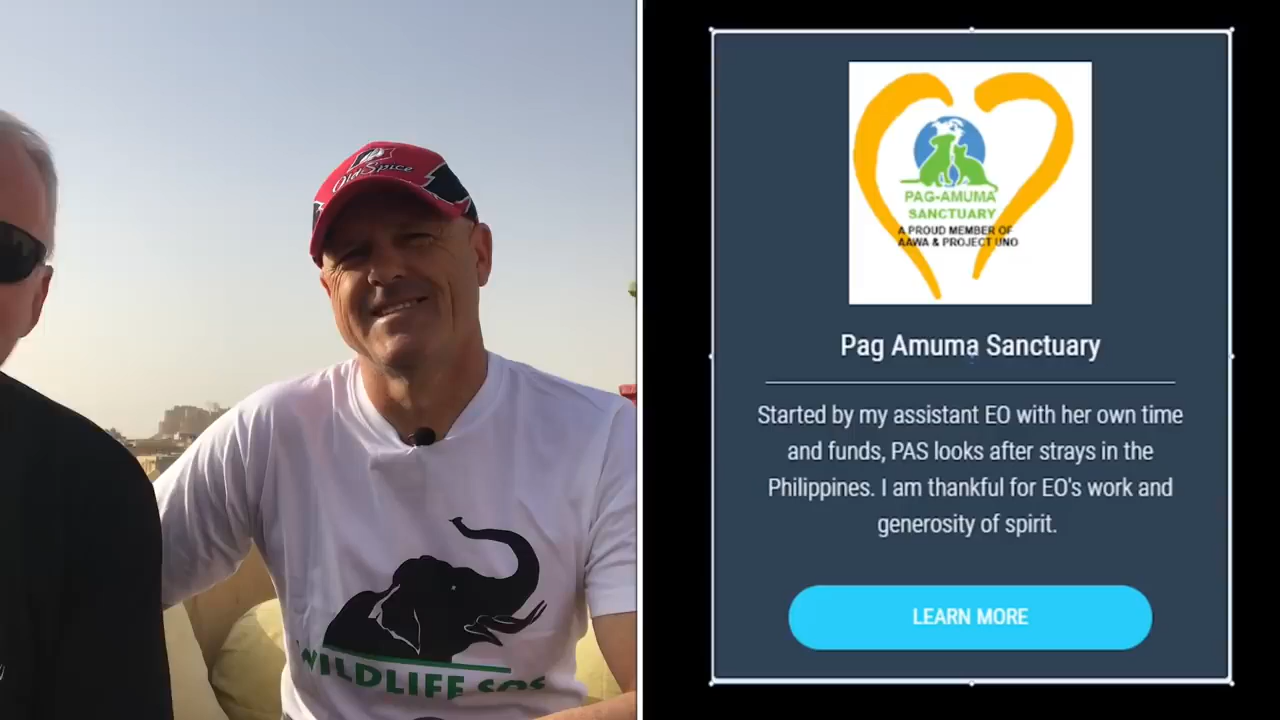 Old Spice
WILDLIFE SOS
PAG-AMUMA
SANCTUARY
A PROUD MEMBER OF
AAWA & PROJECT UNO
Pag Amuma Sanctuary
Started by my assistant EO with her own time
and funds, PAS looks after strays in the
Philippines. I am thankful for EO's work and
generosity of spirit.
LEARN MORE